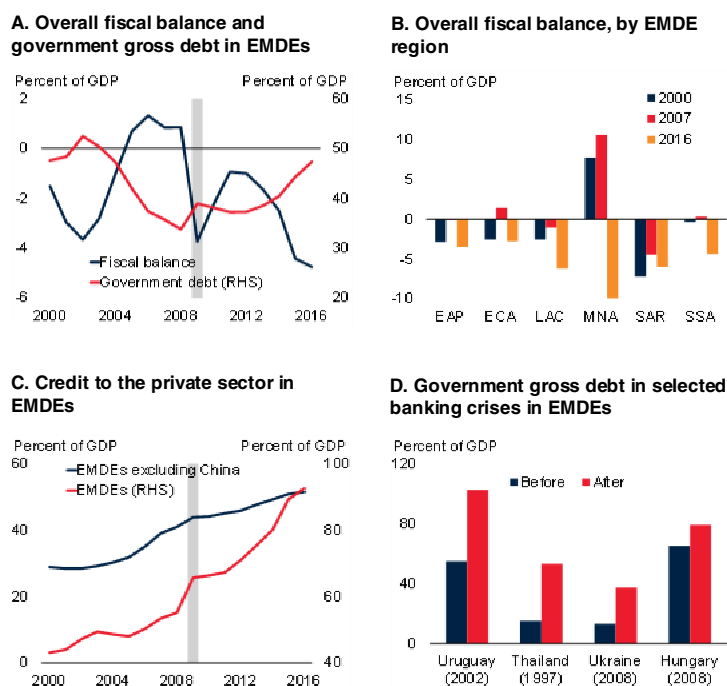 A. Overall fiscal balance and
government gross debt in EMDEs
Percent of GDP Percent of GDP
2 60
0 50
-2 40
-4 30
-6 20
Fiscal balance
Government debt (RHS)
2000 2004 2008 2012 2016
B. Overall fiscal balance, by EMDE
region
Percent of GDP
15
10
5
0
-5
-10
2000
2007
2016
EAP ECA LAC MNA SAR SSA
C. Credit to the private sector in
EMDEs
Percent of GDP Percent of GDP
60 100
40 80
20 60
0 40
EMDEs excluding China
EMDEs (RHS)
2000 2004 2008 2012 2016
D. Government gross debt in selected
banking crises in EMDEs
Percent of GDP
120
80
40
0
Before After
Uruguay Thailand Ukraine Hungary
(2002) (1997) (2008) (2008)